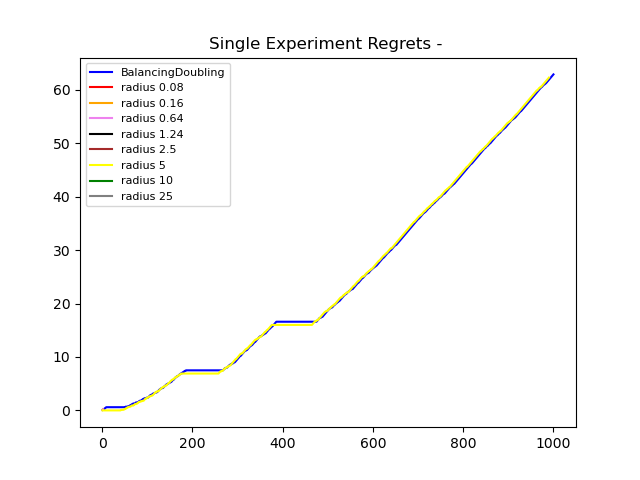 Single Experiment Regrets -
BalancingDoubling
radius 0.08
radius 0.16
radius 0.64
radius 1.24
radius 2.5
radius 5
radius 10
radius 25
60
50
40
30
20
10
0
0 200 400 600 800 1000